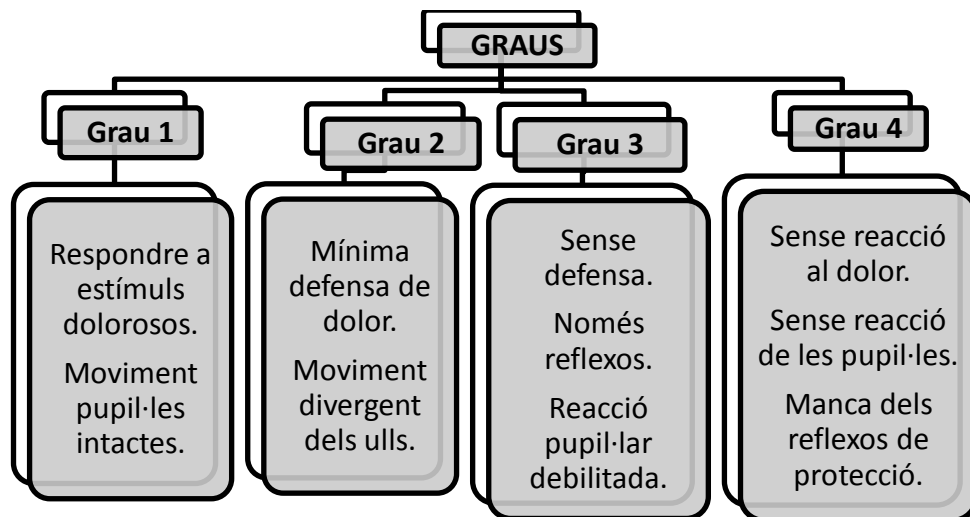 GRAUS
Grau 1
Respondre a
estímuls
dolorosos.
Moviment
pupil·les
intactes.
Grau 2
Mínima
defensa de
dolor.
Moviment
divergent
dels ulls.
Grau 3
Sense
defensa.
Només
reflexos.
Reacció
pupil·lar
debilitada.
Grau 4
Sense reacció
al dolor.
Sense reacció
de les pupil·les.
Manca dels
reflexos de
protecció.